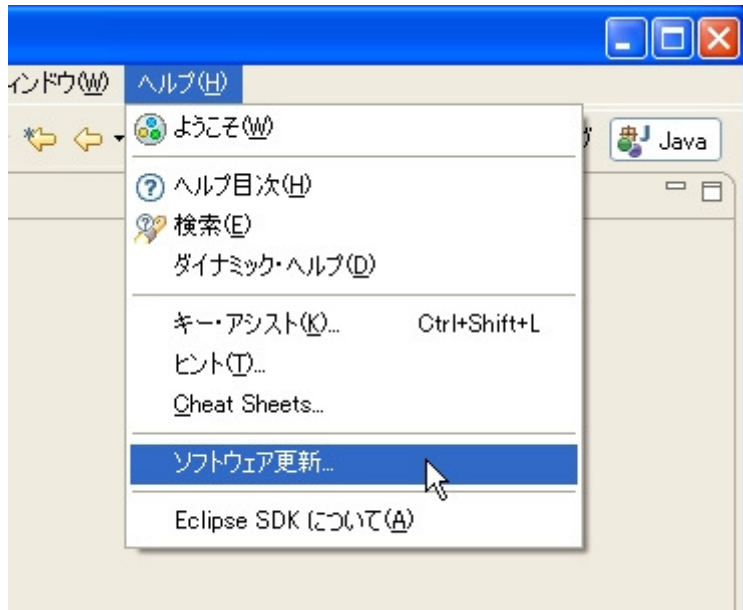 ィンドウ(W) ヘルプ(H)
ようこそ(W)
Java
ヘルプ目次(H)
検索(E)
ダイナミック・ヘルプ(D)
キー・アシスト(K)... Ctrl+Shift+L
ヒント(T)...
Cheat Sheets...
ソフトウェア更新...
Eclipse SDK について(A)